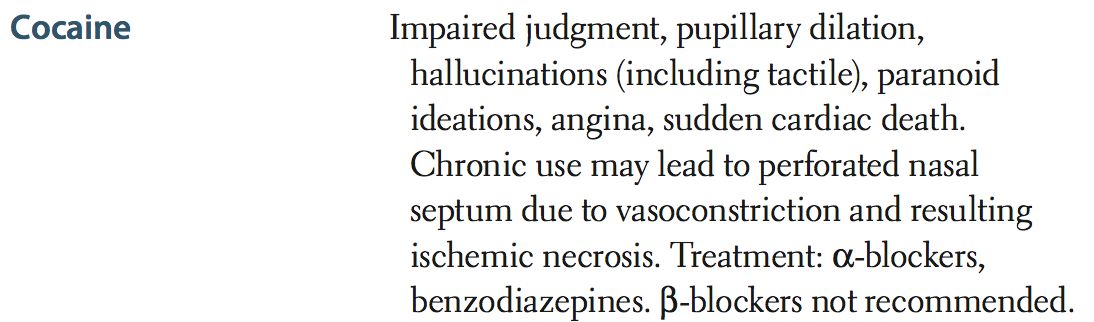 Cocaine Impaired judgment, pupillary dilation,
hallucinations (including tactile), paranoid
ideations, angina, sudden cardiac death.
Chronic use may lead to perforated nasal
septum due to vasoconstriction and resulting
ischemic necrosis. Treatment: α-blockers,
benzodiazepines. β-blockers not recommended.